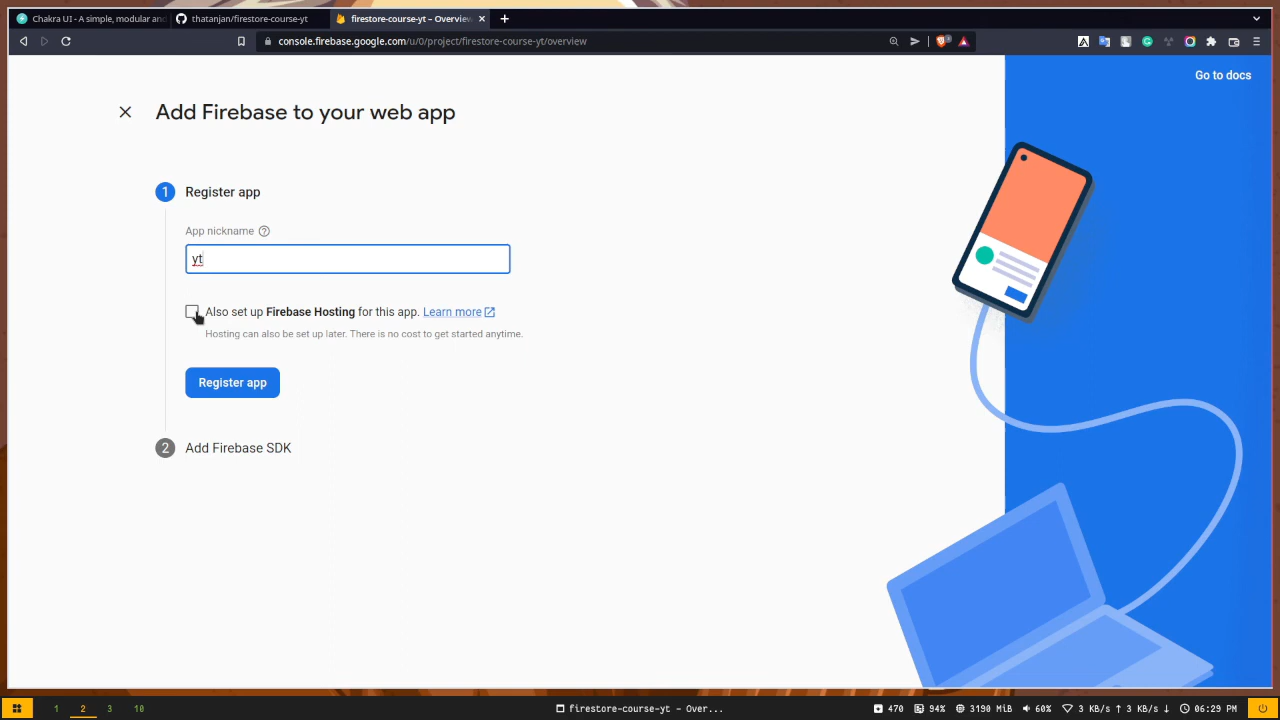 Chakra UI - A simple, modular and
thatanjan/firestore-course-yt
firestore-course-yt – Overview
console.firebase.google.com/u/0/project/firestore-course-yt/overview
Go to docs
Add Firebase to your web app
1 Register app
App nickname
yt
Also set up Firebase Hosting for this app. Learn more
Hosting can also be set up later. There is no cost to get started anytime.
Register app
2 Add Firebase SDK
1 2 3 10
firestore-course-yt – Over...
470 94% 3190 MiB 60% 3 KB/s ↑ 3 KB/s ↓ 06:29 PM